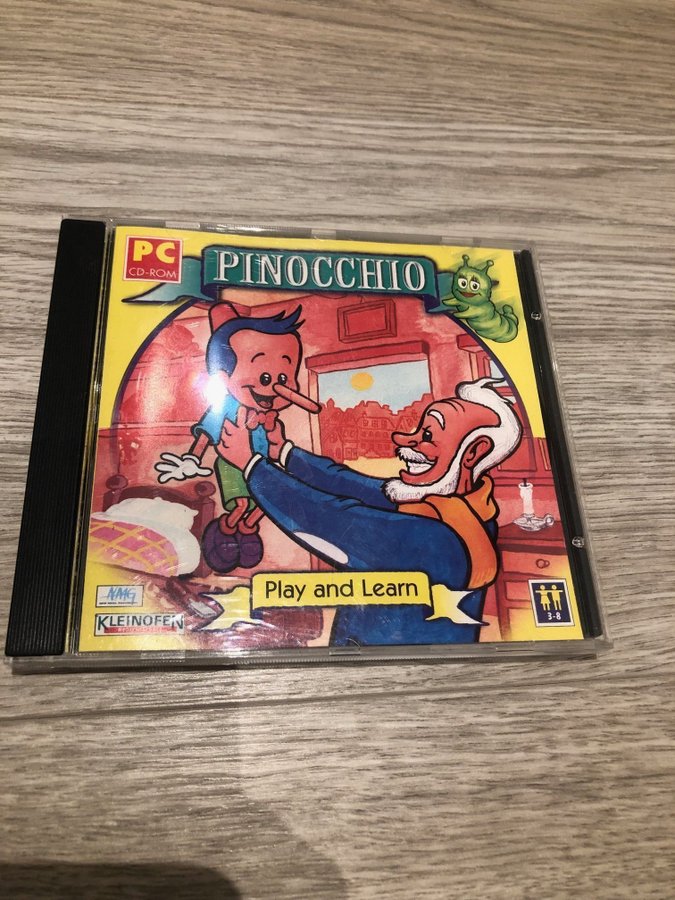 PC
CD-ROM
PINOCCHIO
Play and Learn
KLEINOFEN
3-8